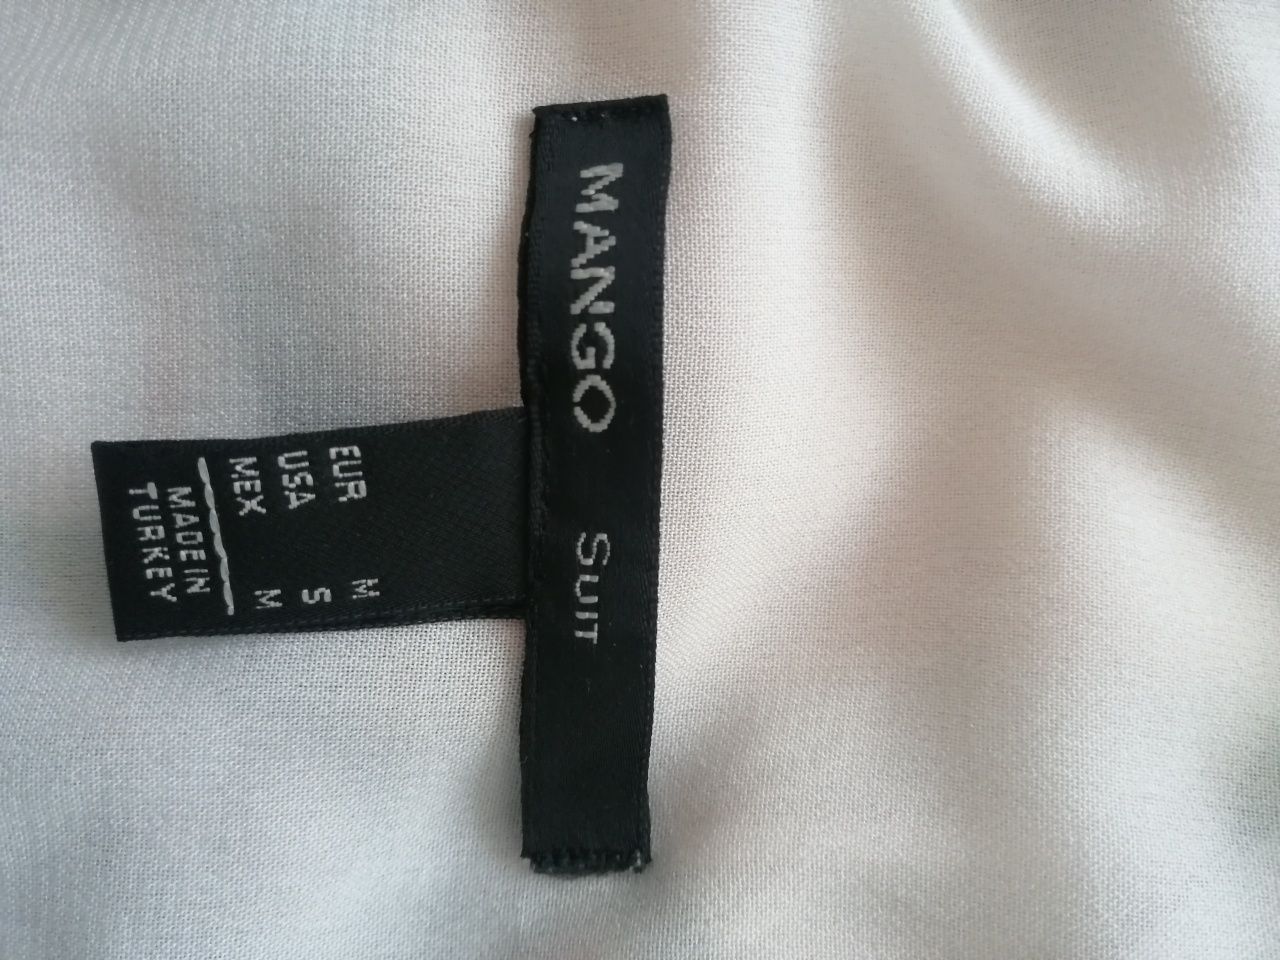 MANGO SUIT
EUR M
USA S
MEX M
MADE IN
TURKEY